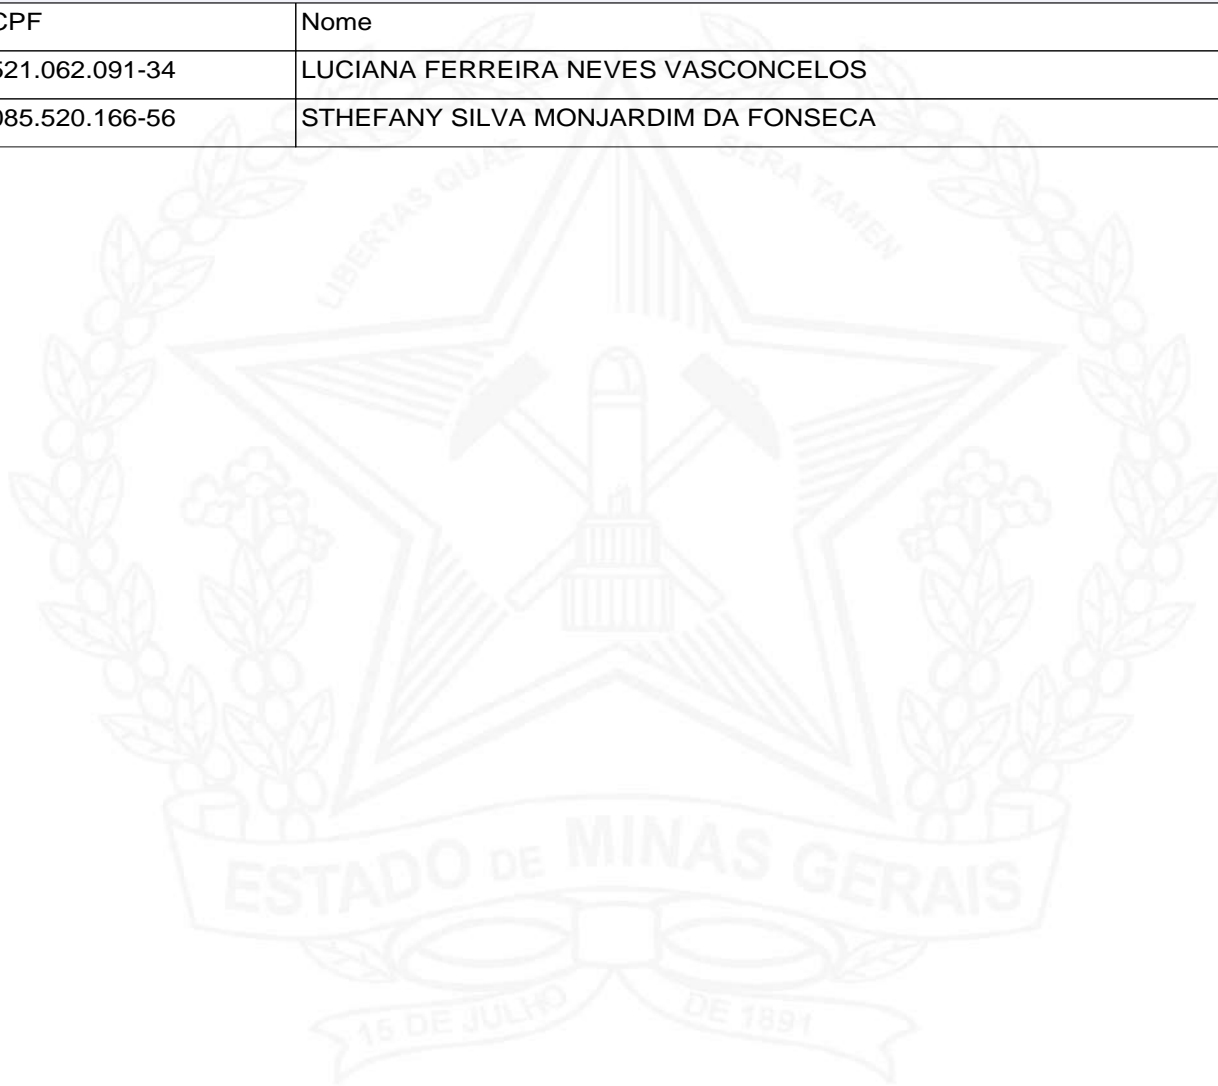 CPF Nome
521.062.091-34 LUCIANA FERREIRA NEVES VASCONCELOS
085.520.166-56 STHEFANY SILVA MONJARDIM DA FONSECA
LIBERTAS QUAE SERA TAMEN
ESTADO DE MINAS GERAIS
15 DE JULHO DE 1891